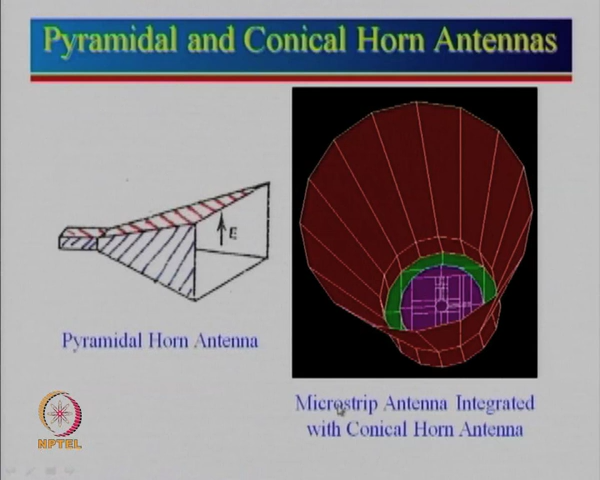 Pyramidal and Conical Horn Antennas
E
Pyramidal Horn Antenna
Microstrip Antenna Integrated
with Conical Horn Antenna
NPTEL